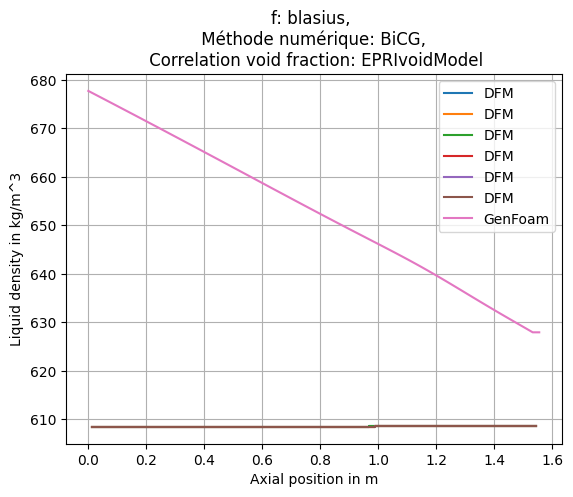 f: blasius,
Méthode numérique: BiCG,
Correlation void fraction: EPRIvoidModel
680
670
660
650
640
630
620
610
Liquid density in kg/m^3
DFM
DFM
DFM
DFM
DFM
DFM
GenFoam
0.0 0.2 0.4 0.6 0.8 1.0 1.2 1.4 1.6
Axial position in m